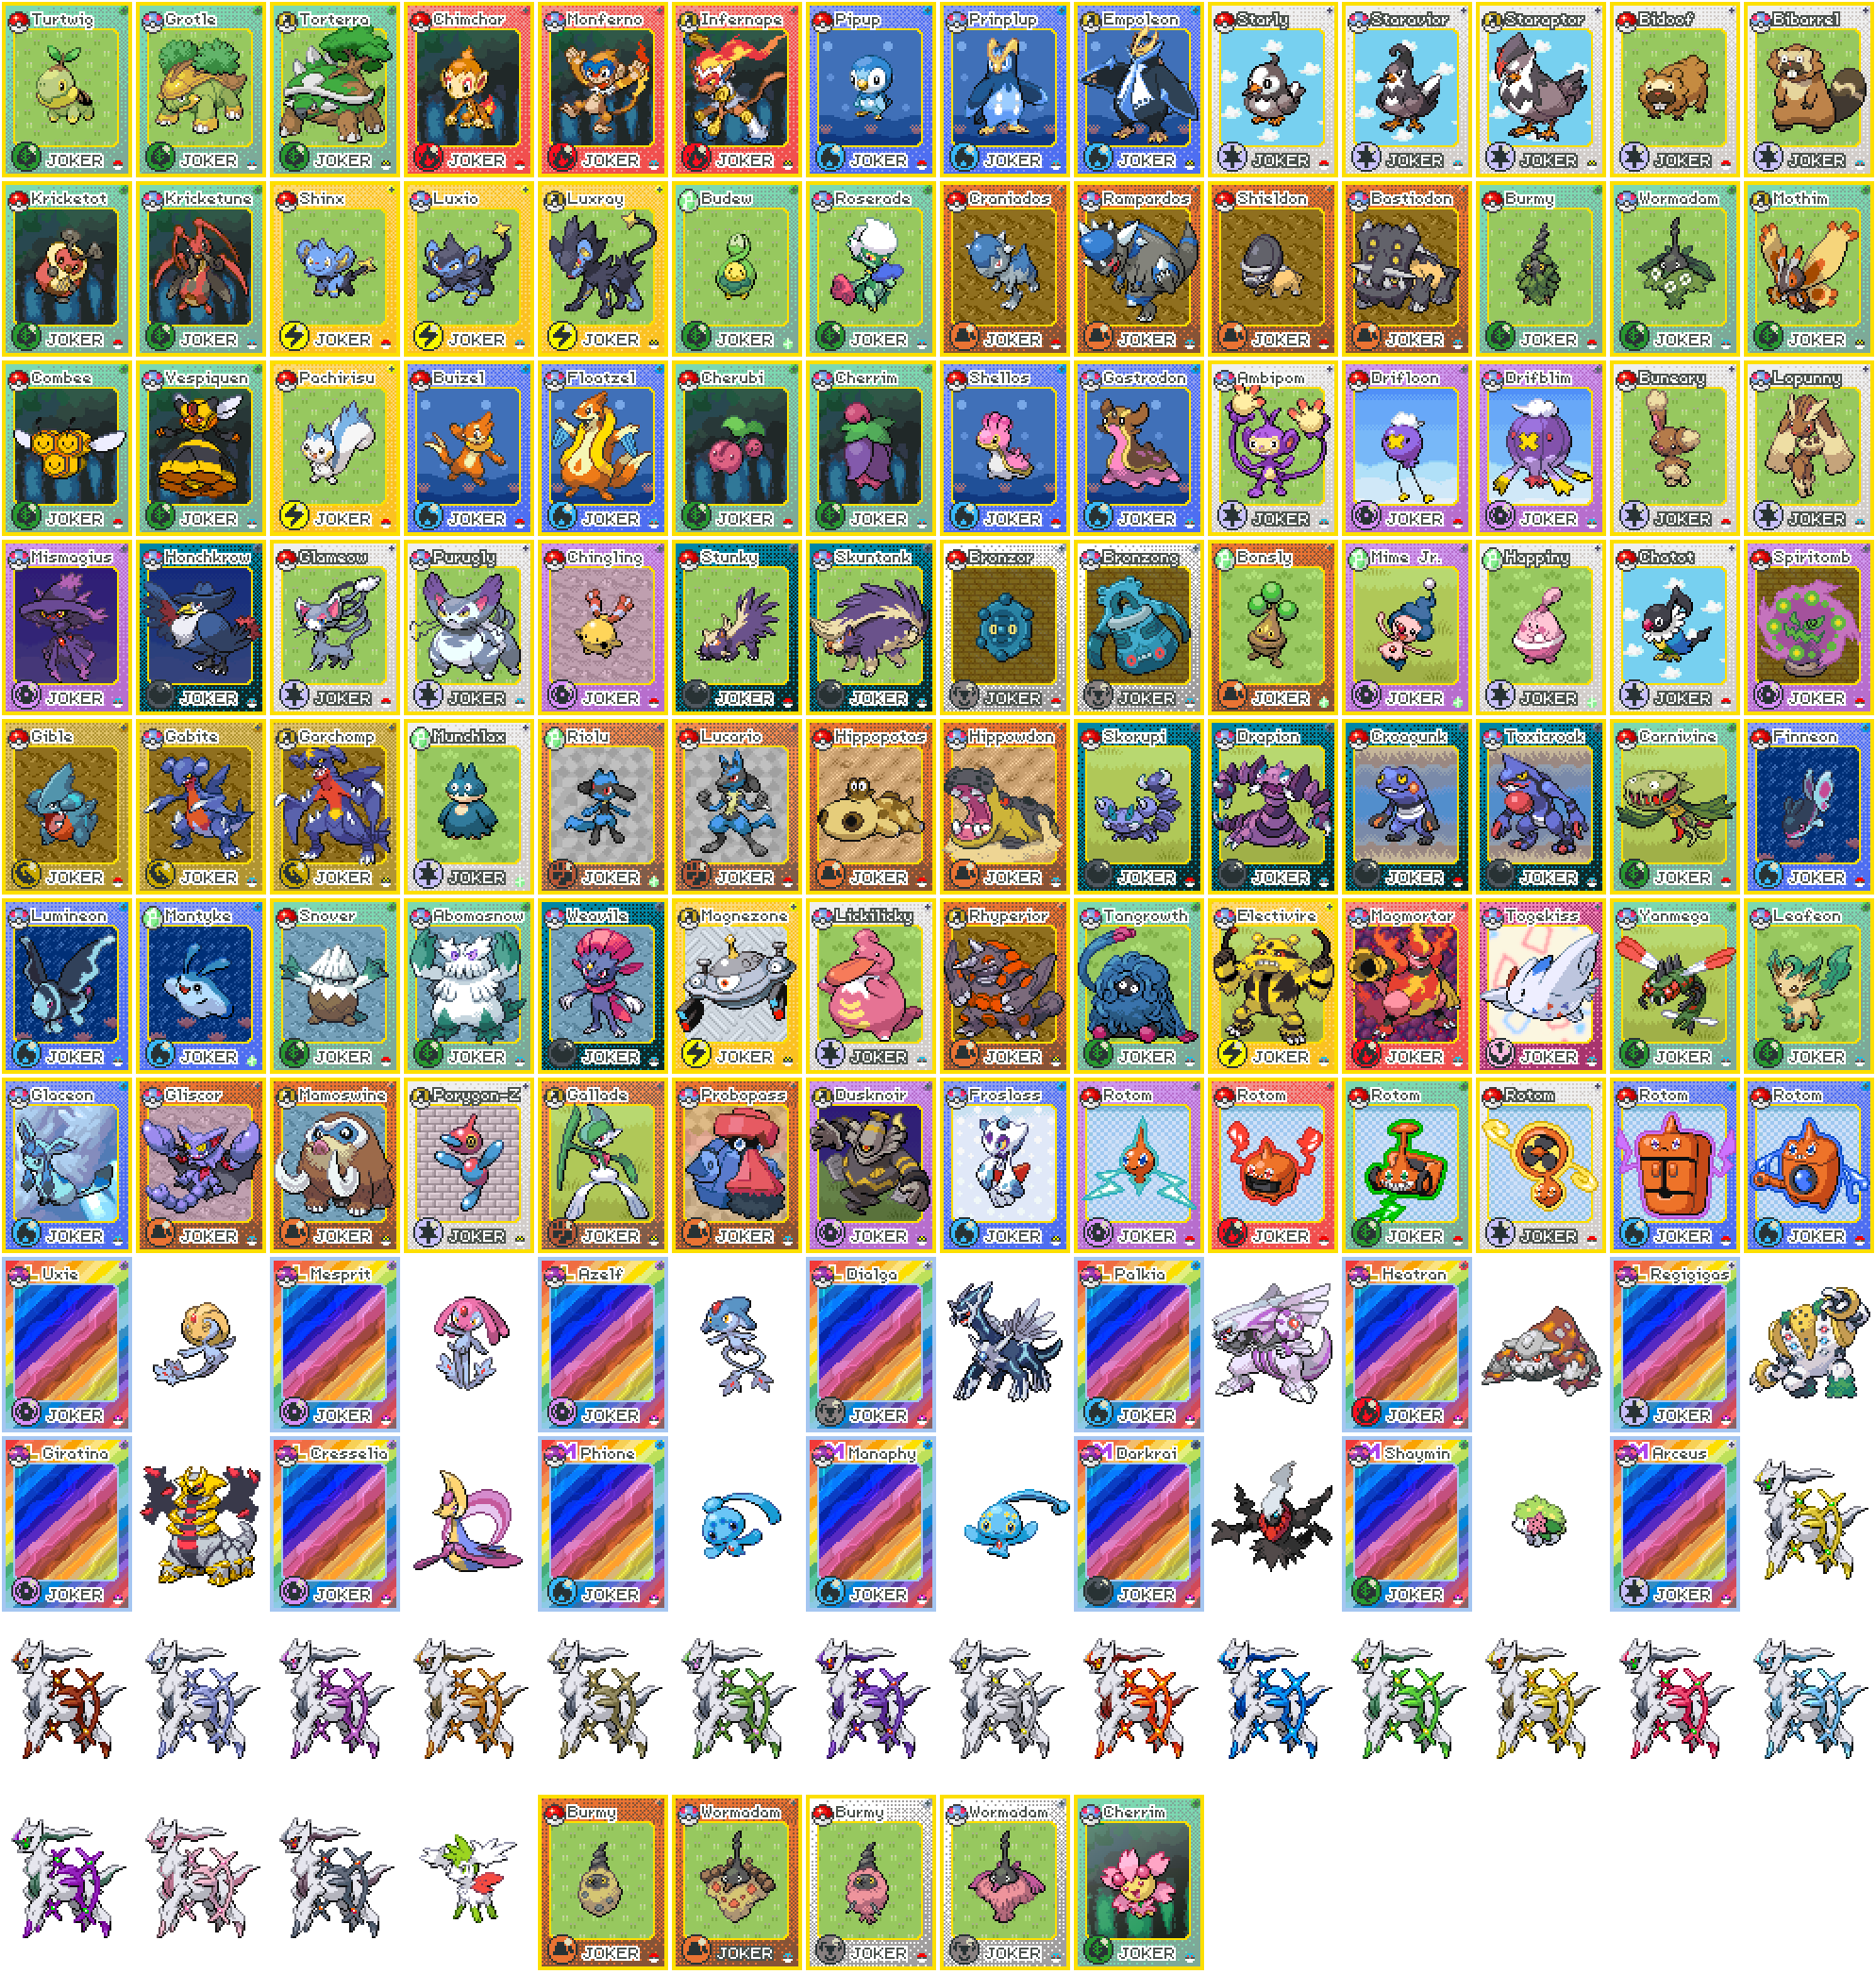 Turtwig Grotle Torterra Chimchar Monferno Infernape Pipup Prinplup Empoleon Starly Staravior Staraptor Bidoof Bibarrel
JOKER JOKER JOKER JOKER JOKER JOKER JOKER JOKER JOKER JOKER JOKER JOKER JOKER JOKER
Kricketot Kricketune Shinx Luxio Luxray Budew Roserade Craniados Rampardos Shieldon Bastiodon Burmy Wormadam Mothim
JOKER JOKER JOKER JOKER JOKER JOKER JOKER JOKER JOKER JOKER JOKER JOKER JOKER JOKER
Combee Vespiquen Pachirisu Buizel Floatzel Cherubi Cherrim Shellos Gastrodon Ambipom Drifloon Drifblim Buneary Lopunny
JOKER JOKER JOKER JOKER JOKER JOKER JOKER JOKER JOKER JOKER JOKER JOKER JOKER JOKER
Mismagius Honchkrow Glameow Purugly Chingling Stunky Skuntank Bronzor Bronzong Bonsly Mime Jr. Happiny Chatot Spiritomb
JOKER JOKER JOKER JOKER JOKER JOKER JOKER JOKER JOKER JOKER JOKER JOKER JOKER JOKER
Gible Gabite Garchomp Munchlax Riolu Lucario Hippopotas Hippowdon Skorupi Drapion Croagunk Toxicroak Carnivine Finneon
JOKER JOKER JOKER JOKER JOKER JOKER JOKER JOKER JOKER JOKER JOKER JOKER JOKER JOKER
Lumineon Mantyke Snover Abomasnow Weavile Magnezone Lickilicky Rhyperior Tangrowth Electivire Magmortar Togekiss Yanmega Leafeon
JOKER JOKER JOKER JOKER JOKER JOKER JOKER JOKER JOKER JOKER JOKER JOKER JOKER JOKER
Glaceon Gliscor Mamoswine Porygon-Z Gallade Probopass Dusknoir Froslass Rotom Rotom Rotom Rotom Rotom Rotom
JOKER JOKER JOKER JOKER JOKER JOKER JOKER JOKER JOKER JOKER JOKER JOKER JOKER JOKER
L Uxie L Mesprit L Azelf L Dialga L Palkia L Heatran L Regigigas
JOKER JOKER JOKER JOKER JOKER JOKER JOKER
L Giratina L Cresselia M Phione M Manaphy M Darkrai M Shaymin M Arceus
JOKER JOKER JOKER JOKER JOKER JOKER JOKER
Burmy Wormadam Burmy Wormadam Cherrim
JOKER JOKER JOKER JOKER JOKER